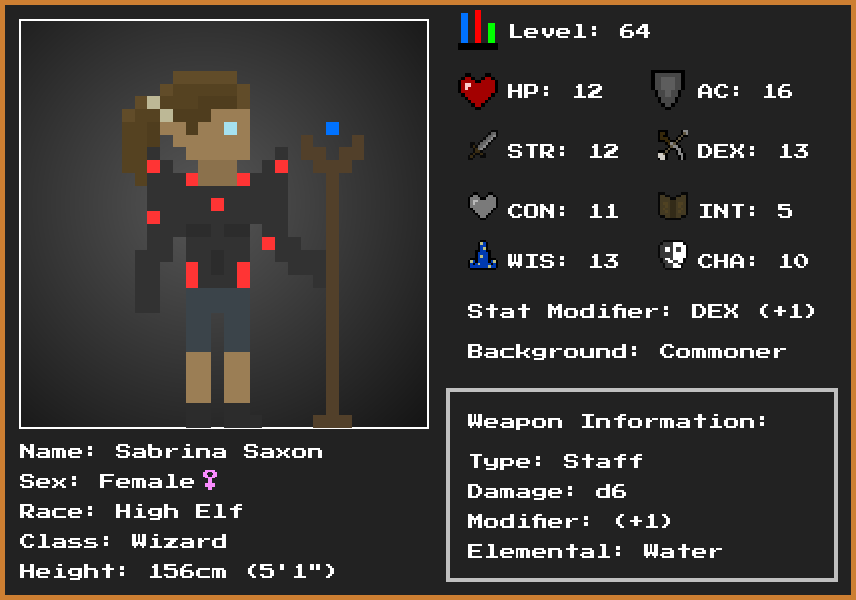 Level: 64
HP: 12
AC: 16
STR: 12
DEX: 13
CON: 11
INT: 5
WIS: 13
CHA: 10
Stat Modifier: DEX (+1)
Background: Commoner
Weapon Information:
Type: Staff
Damage: d6
Modifier: (+1)
Elemental: Water
Name: Sabrina Saxon
Sex: Female♀
Race: High Elf
Class: Wizard
Height: 156cm (5'1")